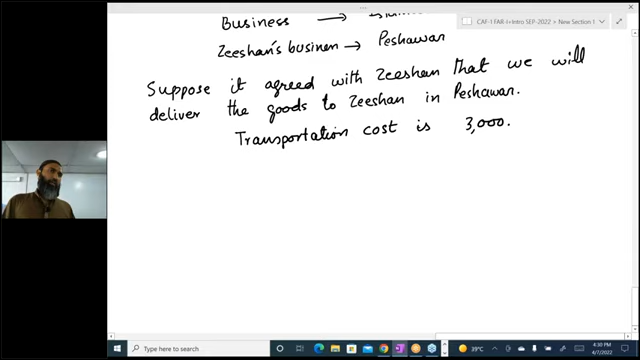 CAF-1 FAR-I+Intro SEP-2022 > New Section 1
Business →
Zeeshan's business → Peshawar
Suppose it agreed with Zeeshan that we will
deliver the goods to Zeeshan in Peshawar.
Transportation cost is 3,000.
Type here to search
39°C
4:30 PM
4/7/2022